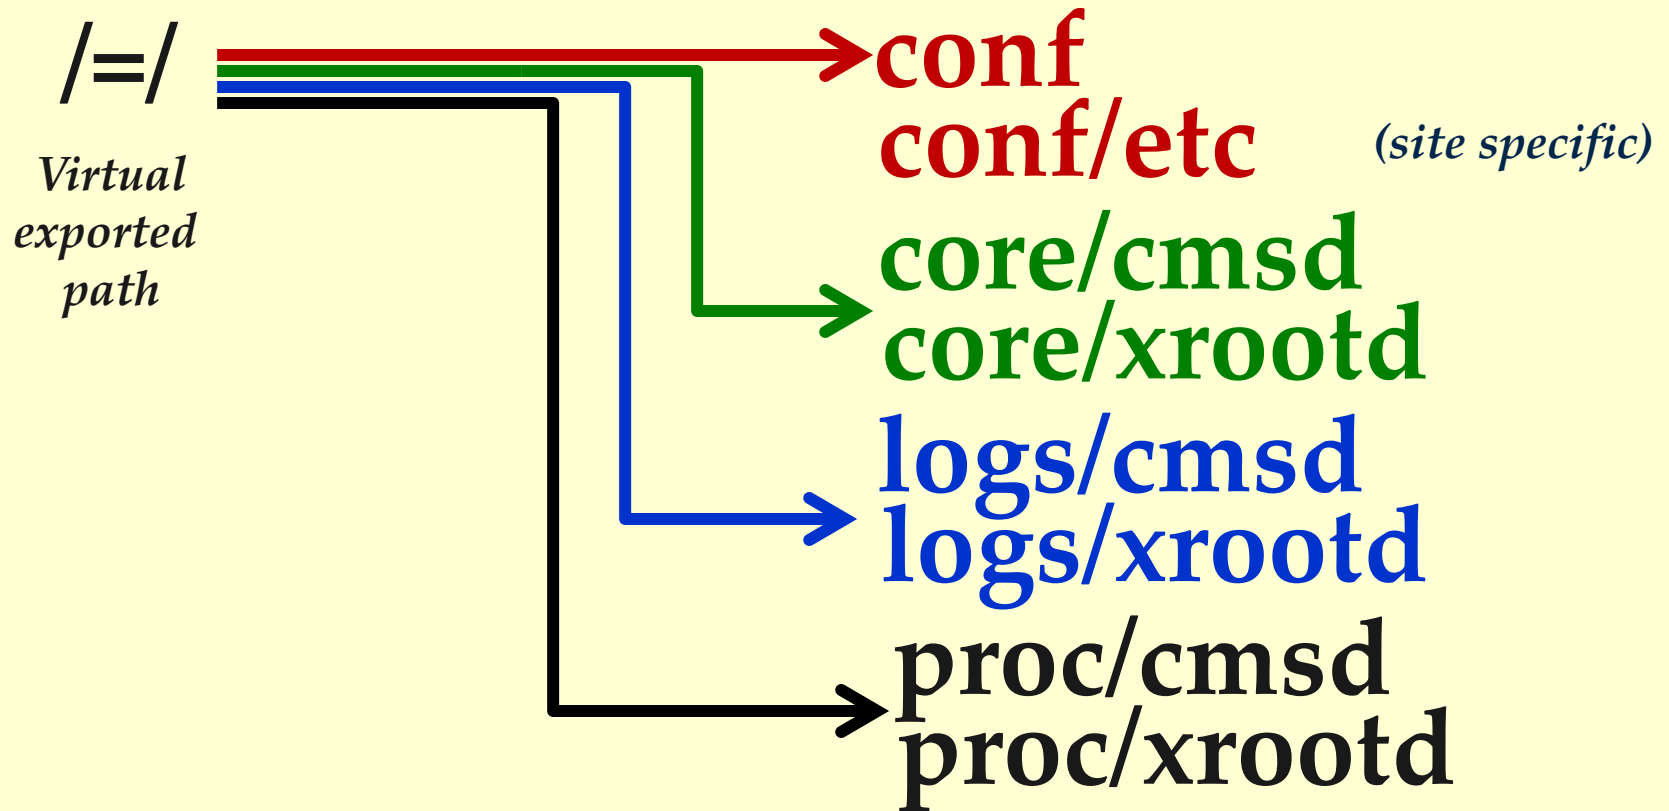 /=/
Virtual
exported
path
conf
conf/etc (site specific)
core/cmsd
core/xrootd
logs/cmsd
logs/xrootd
proc/cmsd
proc/xrootd